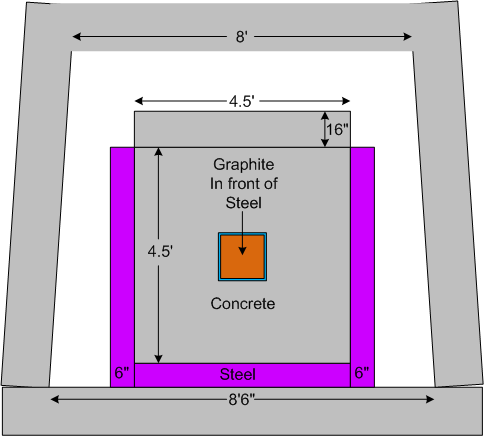 8'
4.5'
16"
Graphite
In front of
Steel
4.5'
Concrete
6"
Steel
6"
8'6"